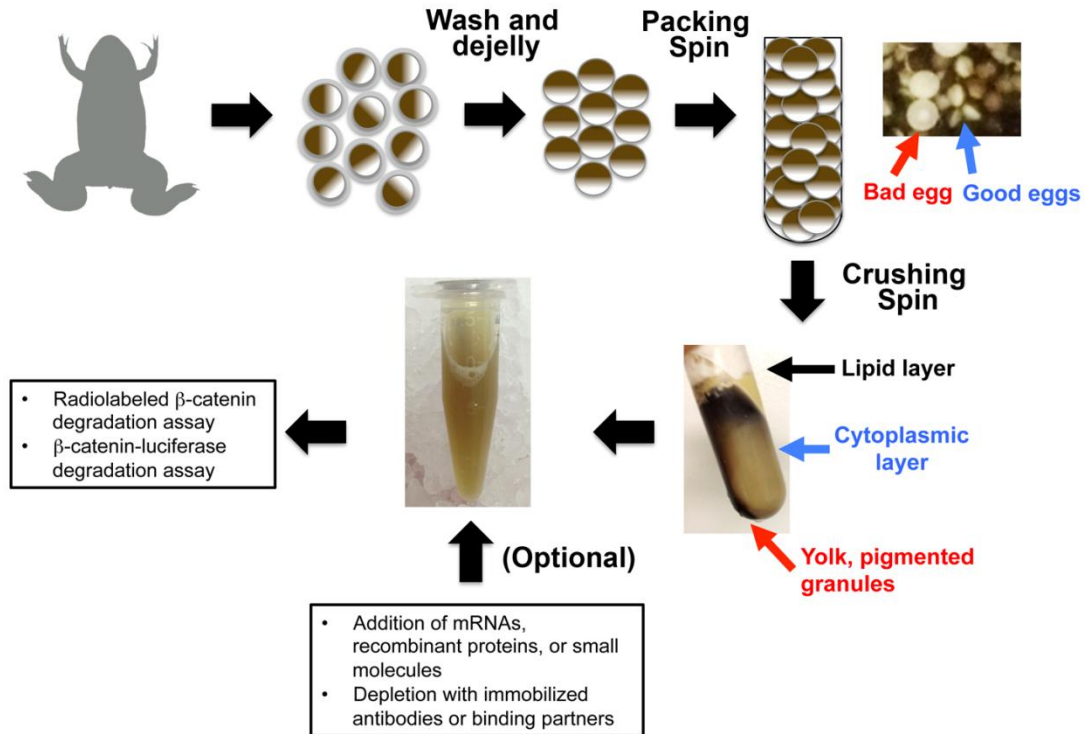 Wash and
dejelly
Packing
Spin
Bad egg
Good eggs
Crushing
Spin
Lipid layer
Cytoplasmic
layer
Yolk, pigmented
granules
• Radiolabeled β-catenin
degradation assay
• β-catenin-luciferase
degradation assay
(Optional)
• Addition of mRNAs,
recombinant proteins, or small
molecules
• Depletion with immobilized
antibodies or binding partners